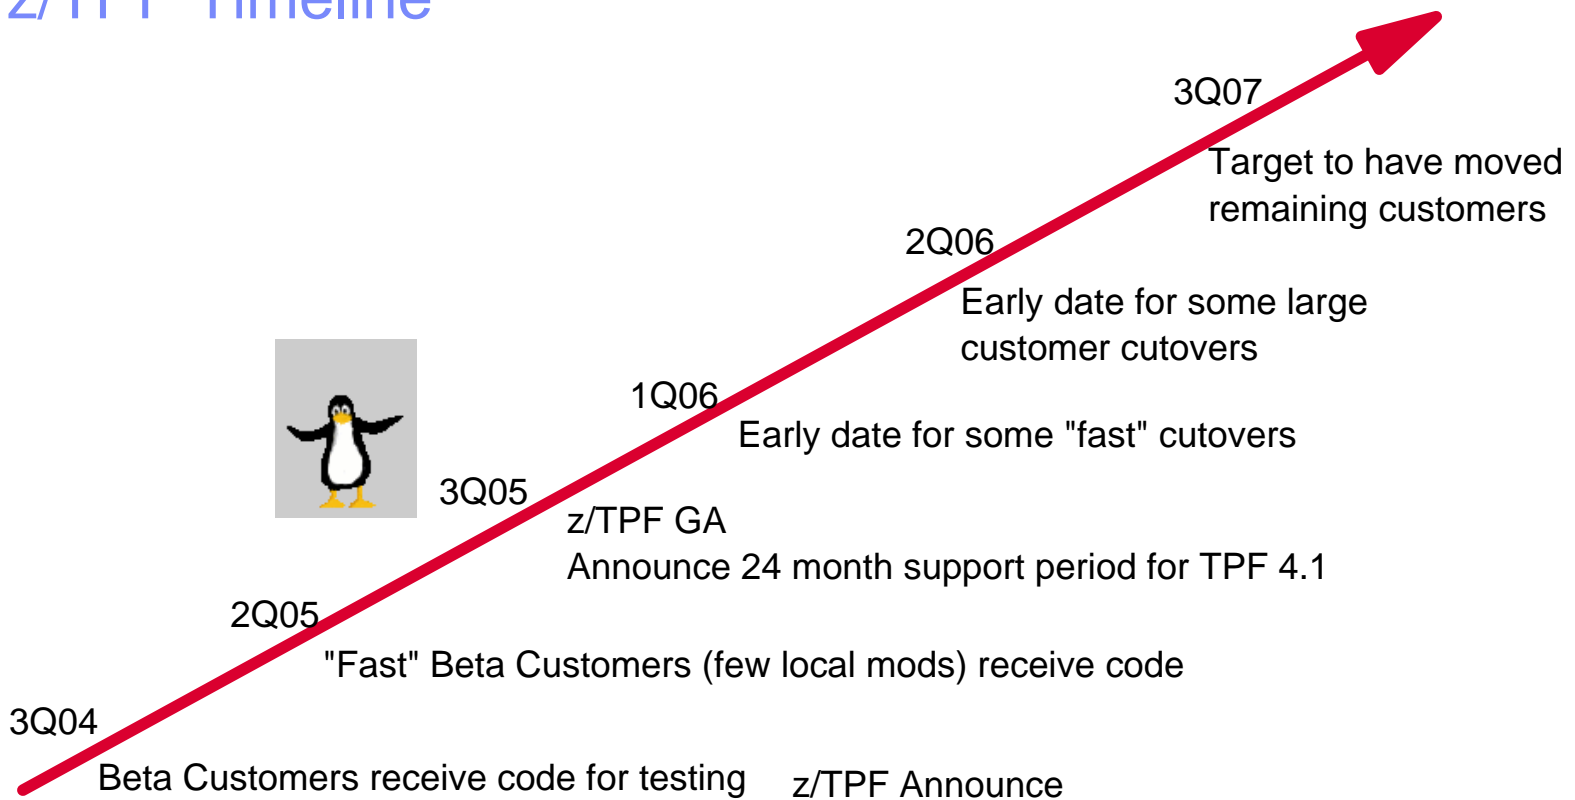 z/TPF Timeline
3Q07
Target to have moved
remaining customers
2Q06
Early date for some large
customer cutovers
1Q06
Early date for some "fast" cutovers
3Q05
z/TPF GA
Announce 24 month support period for TPF 4.1
2Q05
"Fast" Beta Customers (few local mods) receive code
3Q04
Beta Customers receive code for testing z/TPF Announce